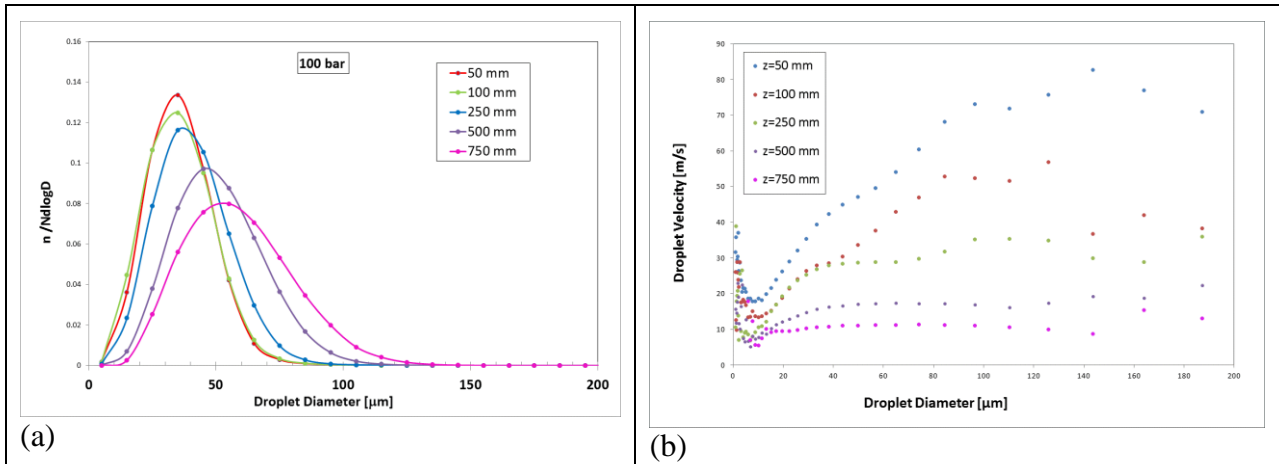 100 bar
50 mm
100 mm
250 mm
500 mm
750 mm
n /NdlogD
0.16
0.14
0.12
0.1
0.08
0.06
0.04
0.02
0
0 50 100 150 200
Droplet Diameter [μm]
(a)
z=50 mm
z=100 mm
z=250 mm
z=500 mm
z=750 mm
Droplet Velocity [m/s]
90
80
70
60
50
40
30
20
10
0
0 20 40 60 80 100 120 140 160 180 200
Droplet Diameter [μm]
(b)